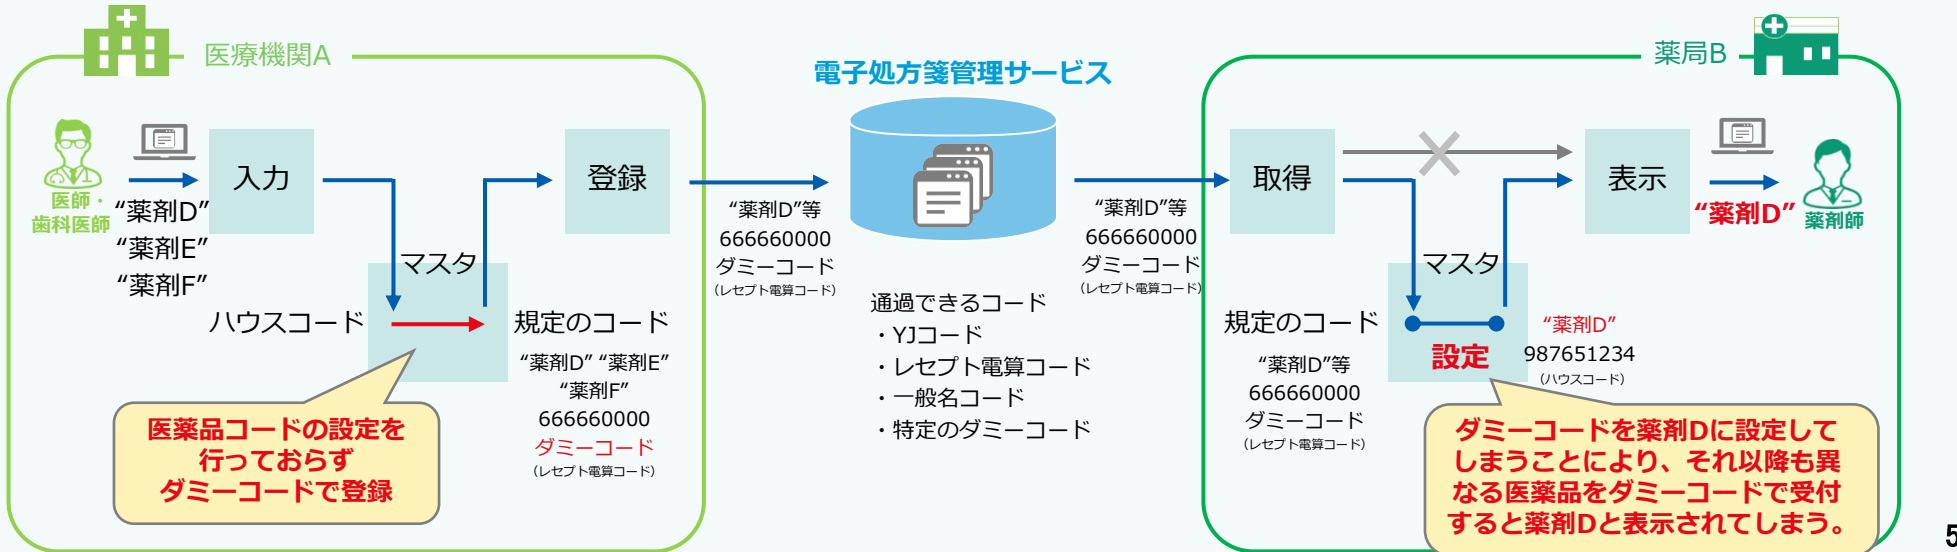 医療機関A
医師・
歯科医師
“薬剤D”
“薬剤E”
“薬剤F”
入力
マスタ
ハウスコード
規定のコード
“薬剤D” “薬剤E”
“薬剤F”
666660000
ダミーコード
（レセプト電算コード）
登録
医薬品コードの設定を
行っておらず
ダミーコードで登録
“薬剤D”等
666660000
ダミーコード
（レセプト電算コード）
電子処方箋管理サービス
通過できるコード
・YJコード
・レセプト電算コード
・一般名コード
・特定のダミーコード
“薬剤D”等
666660000
ダミーコード
（レセプト電算コード）
薬局B
取得
表示
“薬剤D”
薬剤師
マスタ
設定
規定のコード
“薬剤D”等
666660000
ダミーコード
（レセプト電算コード）
“薬剤D”
987651234
（ハウスコード）
ダミーコードを薬剤Dに設定して
しまうことにより、それ以降も異
なる医薬品をダミーコードで受付
すると薬剤Dと表示されてしまう。
5